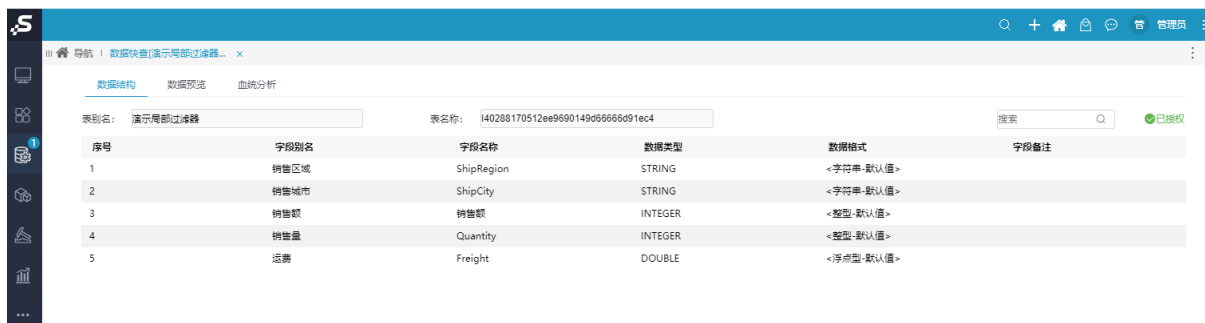 管 管理员
导航 | 数据快查[演示局部过滤器... ×
数据结构 数据预览 血统分析
表别名: 演示局部过滤器 表名称: I40288170512ee9690149d66666d91ec4 搜索 已授权
序号 字段别名 字段名称 数据类型 数据格式 字段备注
1
1 销售区域 ShipRegion STRING <字符串-默认值>
2 销售城市 ShipCity STRING <字符串-默认值>
3 销售额 销售额 INTEGER <整型-默认值>
4 销售量 Quantity INTEGER <整型-默认值>
5 运费 Freight DOUBLE <浮点型-默认值>